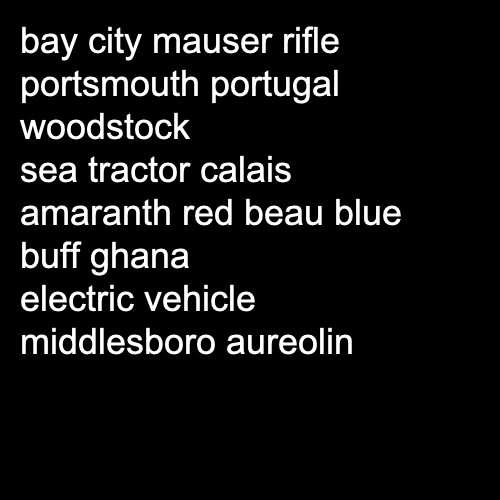 bay city mauser rifle
portsmouth portugal
woodstock
sea tractor calais
amaranth red beau blue
buff ghana
electric vehicle
middlesboro aureolin